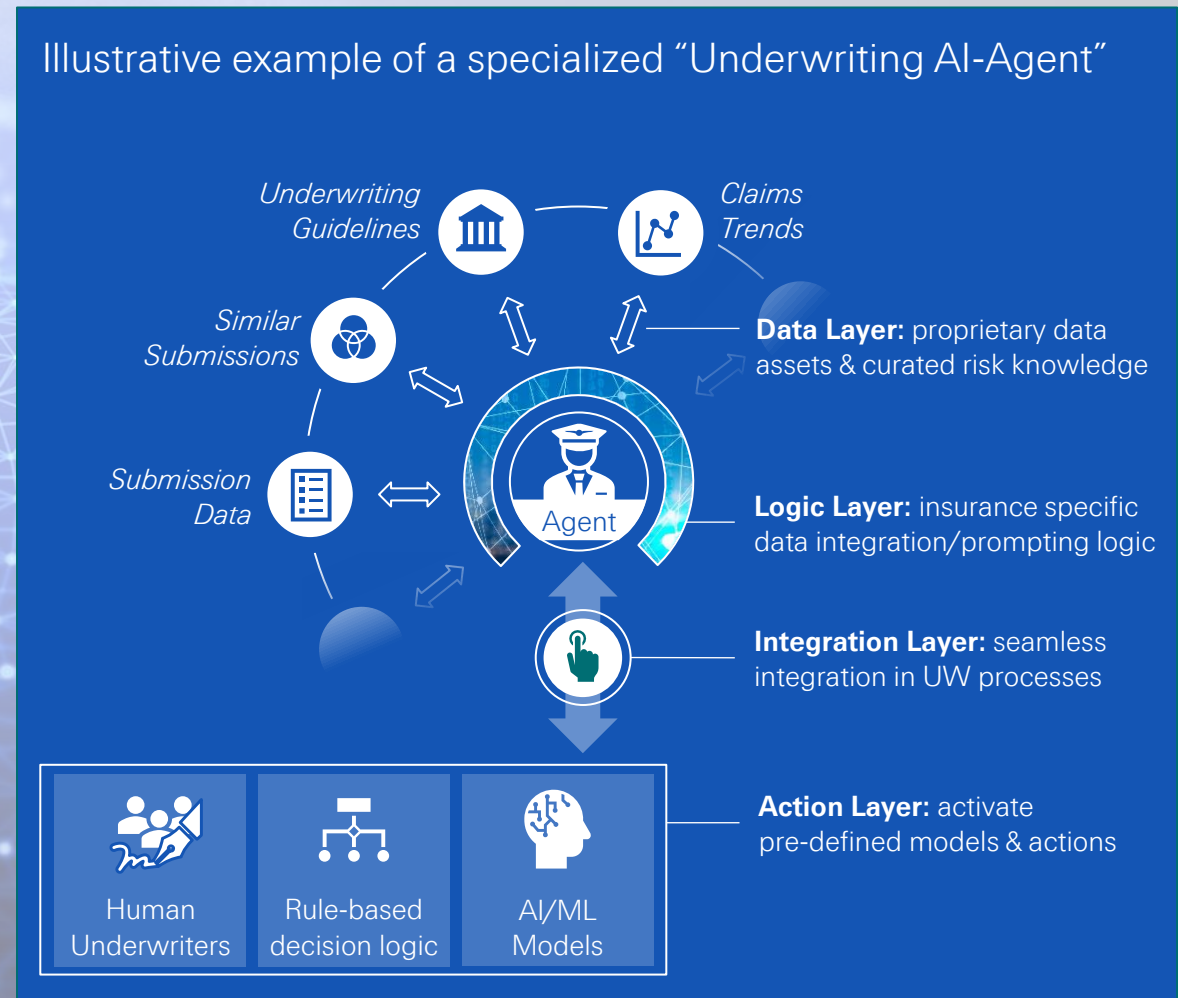 Illustrative example of a specialized “Underwriting AI-Agent”
Underwriting
Guidelines
Claims
Trends
Similar
Submissions
Data Layer: proprietary data
assets & curated risk knowledge
Submission
Data
Agent
Logic Layer: insurance specific
data integration/prompting logic
Integration Layer: seamless
integration in UW processes
Action Layer: activate
pre-defined models & actions
Human
Underwriters
Rule-based
decision logic
AI/ML
Models